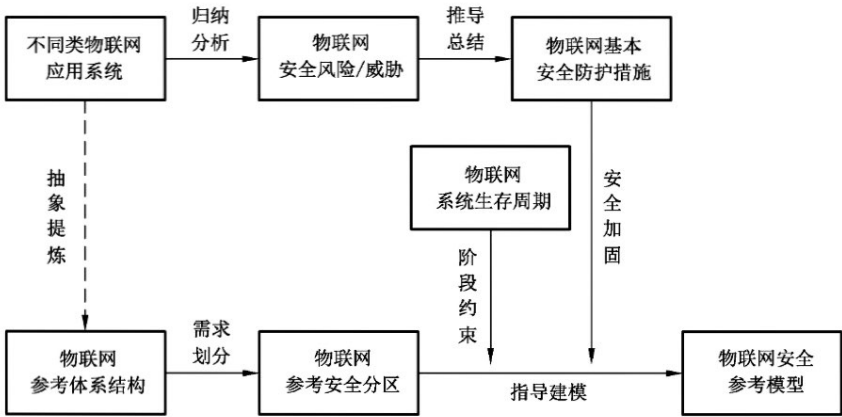 不同类物联网
应用系统
归纳
分析
物联网
安全风险/威胁
推导
总结
物联网基本
安全防护措施
抽象提炼
物联网
系统生存周期
安全加固
阶段约束
物联网
参考体系结构
需求
划分
物联网
参考安全分区
指导建模
物联网安全
参考模型